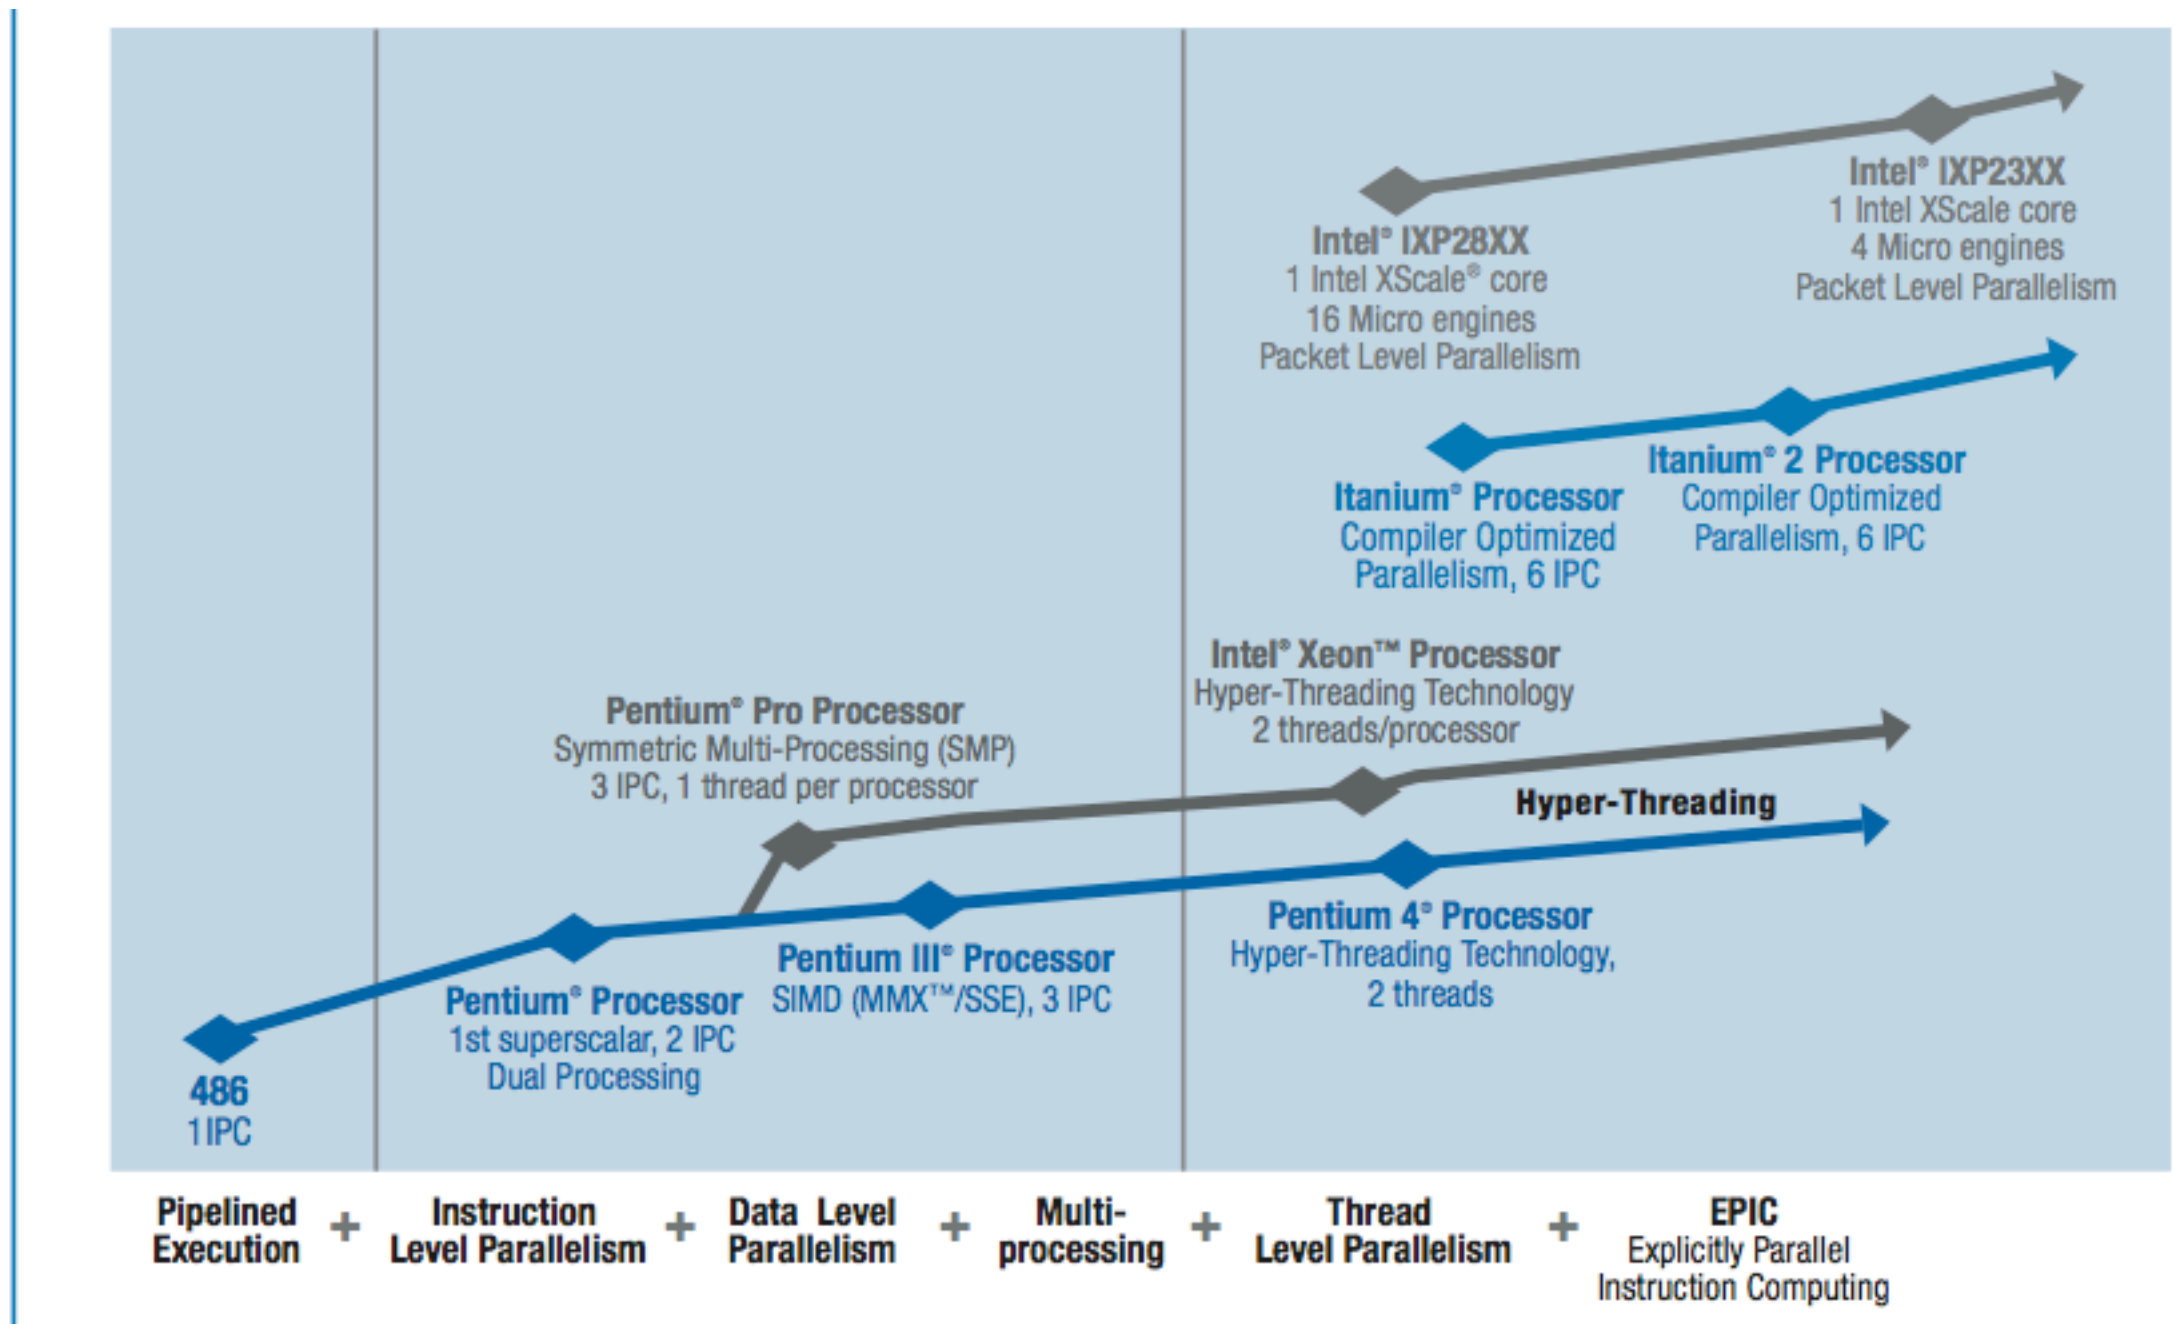 Intel® IXP23XX
1 Intel XScale core
4 Micro engines
Packet Level Parallelism
Intel® IXP28XX
1 Intel XScale® core
16 Micro engines
Packet Level Parallelism
Itanium® 2 Processor
Compiler Optimized
Parallelism, 6 IPC
Itanium® Processor
Compiler Optimized
Parallelism, 6 IPC
Intel® Xeon™ Processor
Hyper-Threading Technology
2 threads/processor
Pentium® Pro Processor
Symmetric Multi-Processing (SMP)
3 IPC, 1 thread per processor
Hyper-Threading
Pentium 4® Processor
Hyper-Threading Technology,
2 threads
Pentium III® Processor
SIMD (MMX™/SSE), 3 IPC
Pentium® Processor
1st superscalar, 2 IPC
Dual Processing
486
1IPC
Pipelined
Execution
+
Instruction
Level Parallelism
+
Data Level
Parallelism
+
Multi-
processing
+
Thread
Level Parallelism
+
EPIC
Explicitly Parallel
Instruction Computing